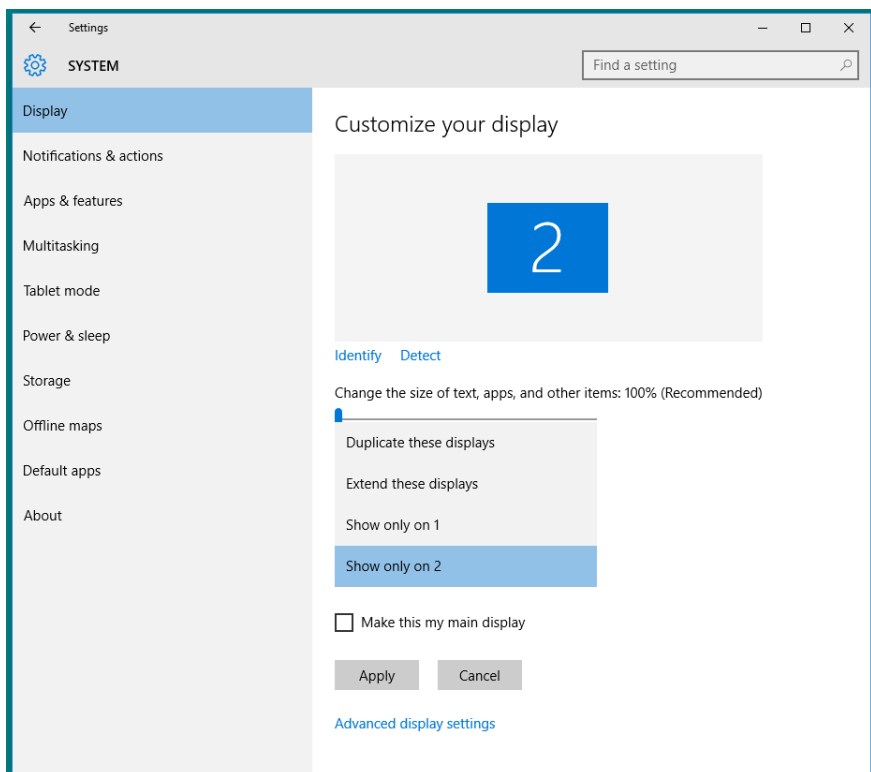 Settings
SYSTEM
Find a setting
Display
Notifications & actions
Apps & features
Multitasking
Tablet mode
Power & sleep
Storage
Offline maps
Default apps
About
Customize your display
2
Identify Detect
Change the size of text, apps, and other items: 100% (Recommended)
Duplicate these displays
Extend these displays
Show only on 1
Show only on 2
Make this my main display
Apply Cancel
Advanced display settings